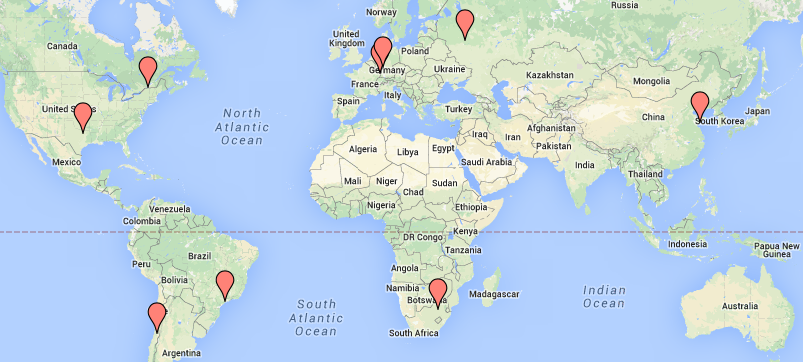 Russia
Norway
Canada
United
Kingdom
Poland
Germany
Ukraine
Kazakhstan
Mongolia
France
Italy
Spain
Turkey
United States
North
Atlantic
Ocean
China
Japan
South Korea
Iraq
Iran
Afghanistan
Pakistan
Algeria
Libya
Egypt
Saudi Arabia
India
Mexico
Thailand
Mali
Niger
Chad
Sudan
Nigeria
Ethiopia
Venezuela
Colombia
DR Congo
Kenya
Tanzania
Indonesia
Papua New
Guinea
Peru
Brazil
Bolivia
Angola
Namibia
Botswana
Madagascar
South
Atlantic
Ocean
Indian
Ocean
Australia
South Africa
Argentina